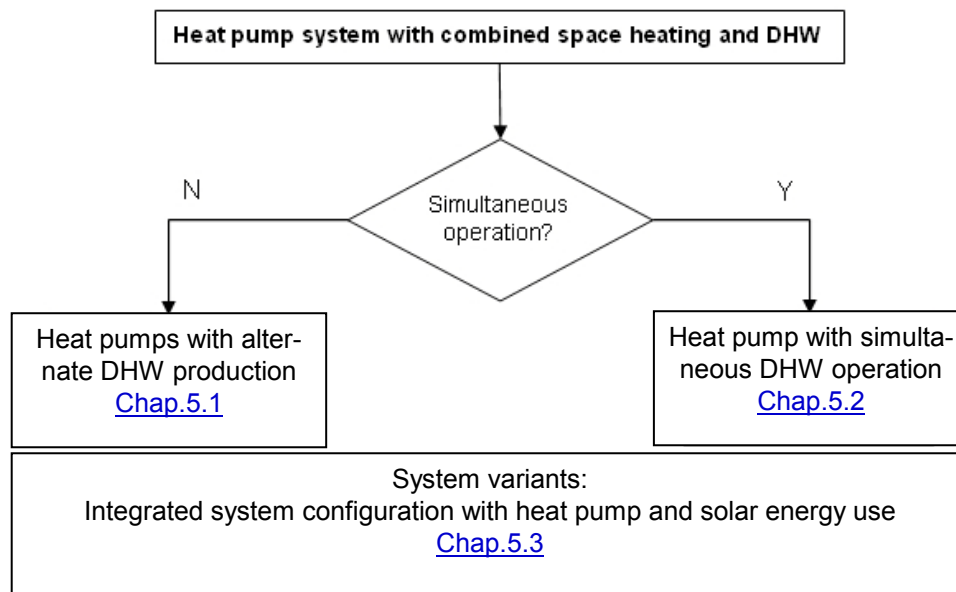 Heat pump system with combined space heating and DHW
N
Simultaneous
operation?
Y
Heat pumps with alter-
nate DHW production
Chap.5.1
Heat pump with simulta-
neous DHW operation
Chap.5.2
System variants:
Integrated system configuration with heat pump and solar energy use
Chap.5.3